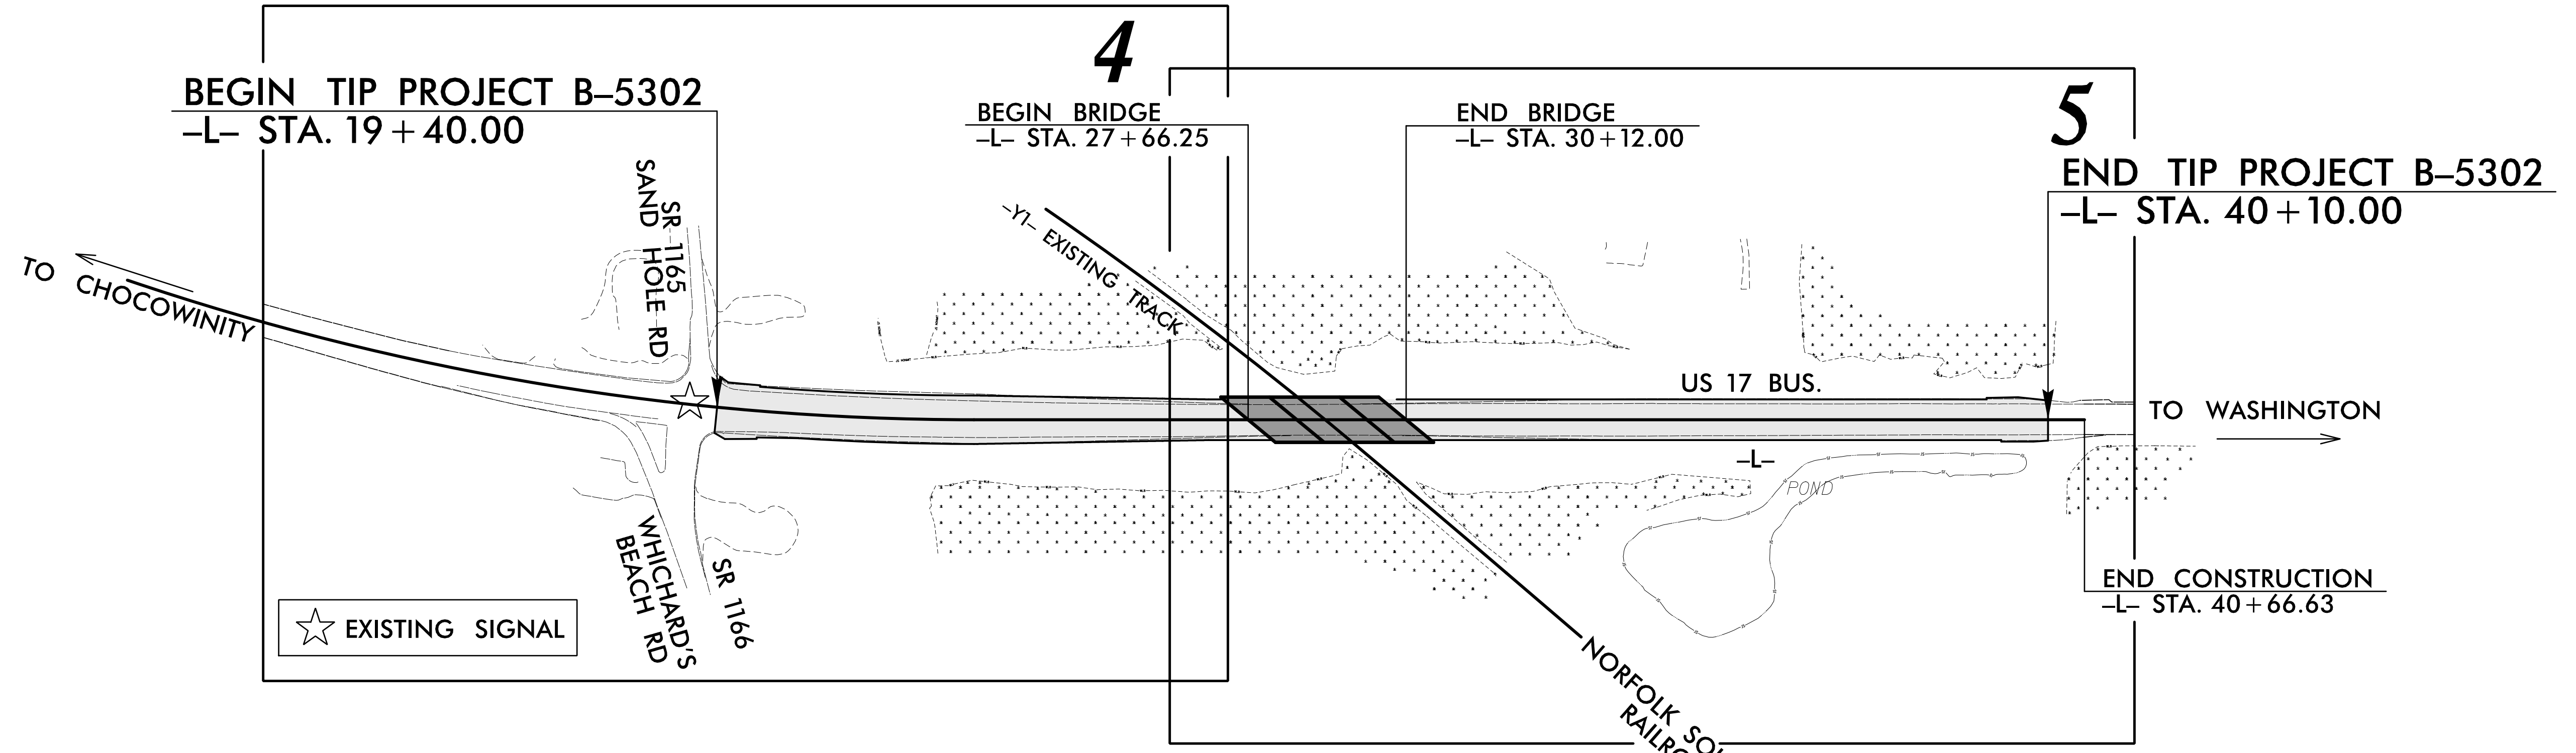 4
5
BEGIN TIP PROJECT B–5302
–L– STA. 19+40.00
BEGIN BRIDGE
–L– STA. 27+66.25
END BRIDGE
–L– STA. 30+12.00
END TIP PROJECT B–5302
–L– STA. 40+10.00
SR 1165
SAND HOLE RD
–Y1– EXISTING TRACK
TO CHOCOWINITY
US 17 BUS.
TO WASHINGTON
–L–
POND
WHICHARD'S
BEACH RD
SR 1166
END CONSTRUCTION
–L– STA. 40+66.63
EXISTING SIGNAL
NORFOLK